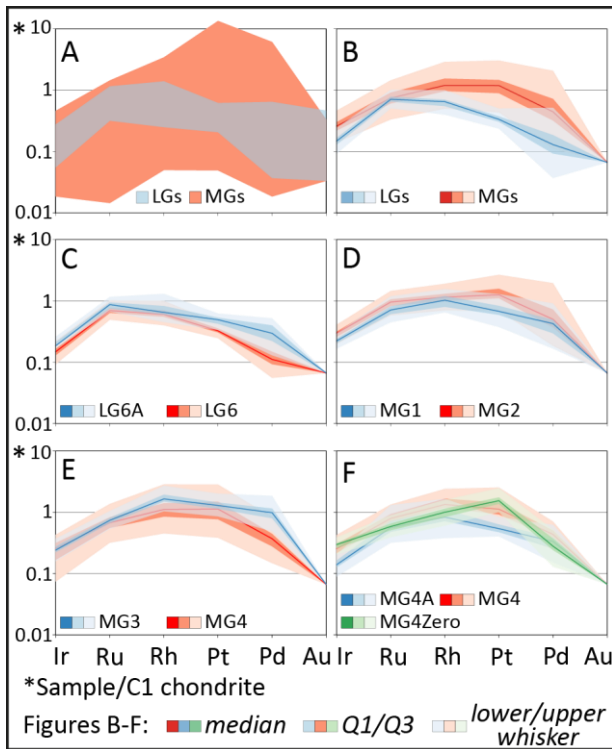 * 10
A
B
1
0.1
LGs MGs
LGs MGs
0.01
* 10
C
D
1
0.1
LG6A LG6
MG1 MG2
0.01
* 10
E
F
1
0.1
MG3 MG4
MG4A MG4
MG4Zero
0.01
Ir Ru Rh Pt Pd Au
Ir Ru Rh Pt Pd Au
*Sample/C1 chondrite
Figures B-F: median Q1/Q3 lower/upper
whisker